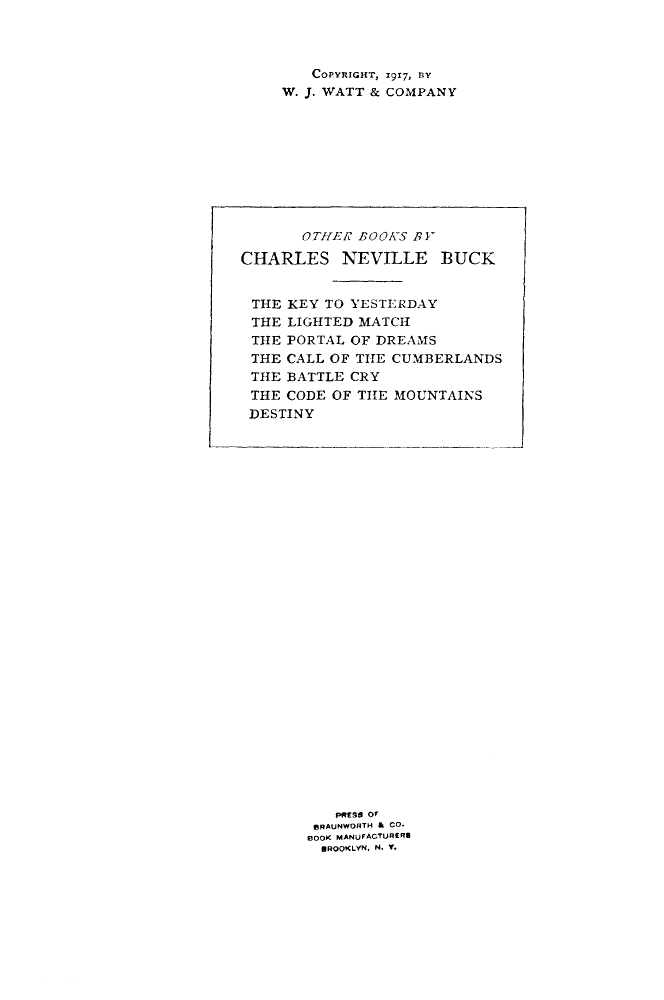 COPYRIGHT, 1917, BY
W. J. WATT & COMPANY
OTHER BOOKS BY
CHARLES NEVILLE BUCK
THE KEY TO YESTERDAY
THE LIGHTED MATCH
THE PORTAL OF DREAMS
THE CALL OF THE CUMBERLANDS
THE BATTLE CRY
THE CODE OF THE MOUNTAINS
DESTINY
PRESS OF
BRAUNWORTH & CO.
BOOK MANUFACTURERS
BROOKLYN, N. Y.